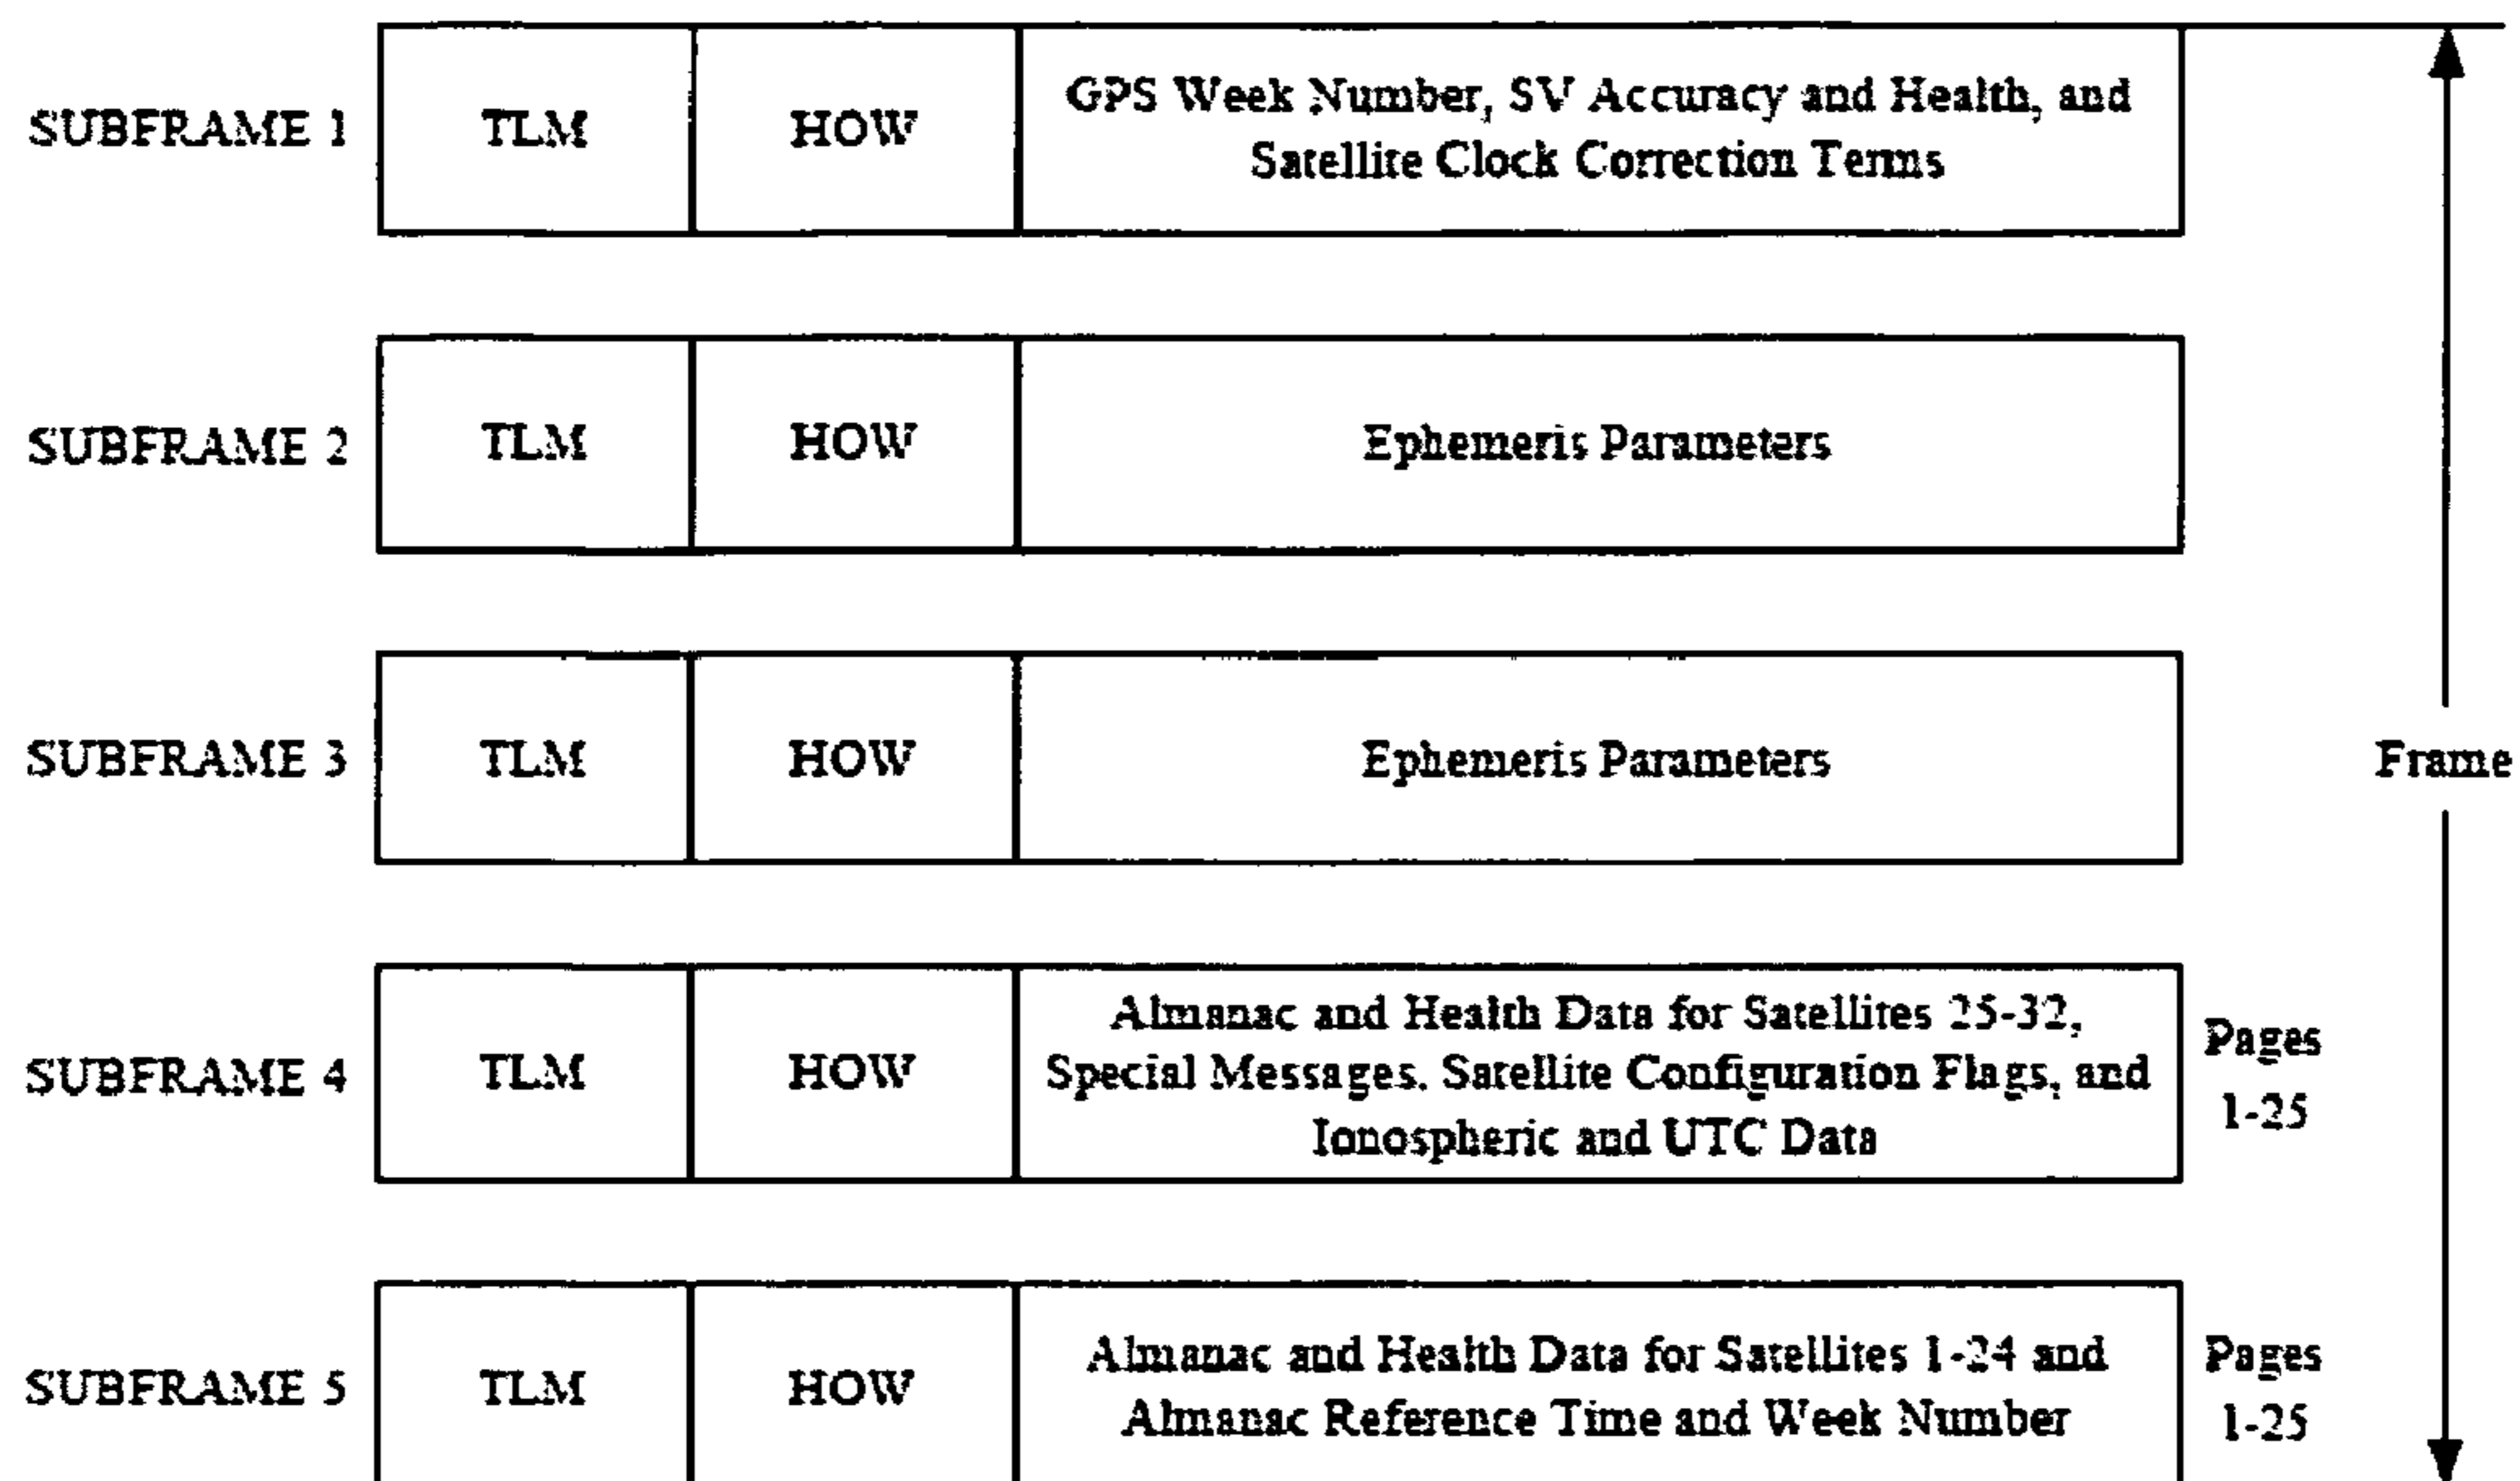 SUBFRAME 1
TLM
HOW
GPS Week Number, SV Accuracy and Health, and
Satellite Clock Correction Terms
SUBFRAME 2
TLM
HOW
Ephemeris Parameters
SUBFRAME 3
TLM
HOW
Ephemeris Parameters
Frame
SUBFRAME 4
TLM
HOW
Almanac and Health Data for Satellites 25-32,
Special Messages. Satellite Configuration Flags, and
Ionospheric and UTC Data
Pages
1-25
SUBFRAME 5
TLM
HOW
Almanac and Health Data for Satellites 1-24 and
Almanac Reference Time and Week Number
Pages
1-25